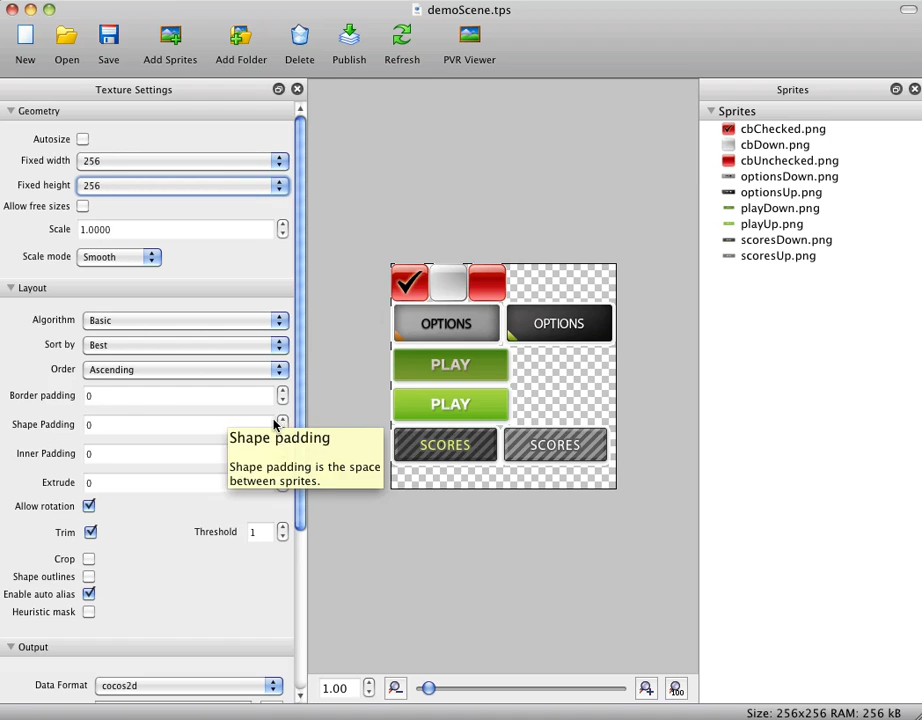 demoScene.tps
New
Open
Save
Add Sprites
Add Folder
Delete
Publish
Refresh
PVR Viewer
Texture Settings
Geometry
Autosize
Fixed width 256
Fixed height 256
Allow free sizes
Scale 1.0000
Scale mode Smooth
Layout
Algorithm Basic
Sort by Best
Order Ascending
Border padding 0
Shape Padding 0
Shape padding
Shape padding is the space
between sprites.
Inner Padding 0
Extrude 0
Allow rotation
Trim Threshold 1
Crop
Shape outlines
Enable auto alias
Heuristic mask
Output
Data Format cocos2d
OPTIONS OPTIONS
PLAY
PLAY
SCORES SCORES
1.00
100
Sprites
Sprites
cbChecked.png
cbDown.png
cbUnchecked.png
optionsDown.png
optionsUp.png
playDown.png
playUp.png
scoresDown.png
scoresUp.png
Size: 256x256 RAM: 256 kB